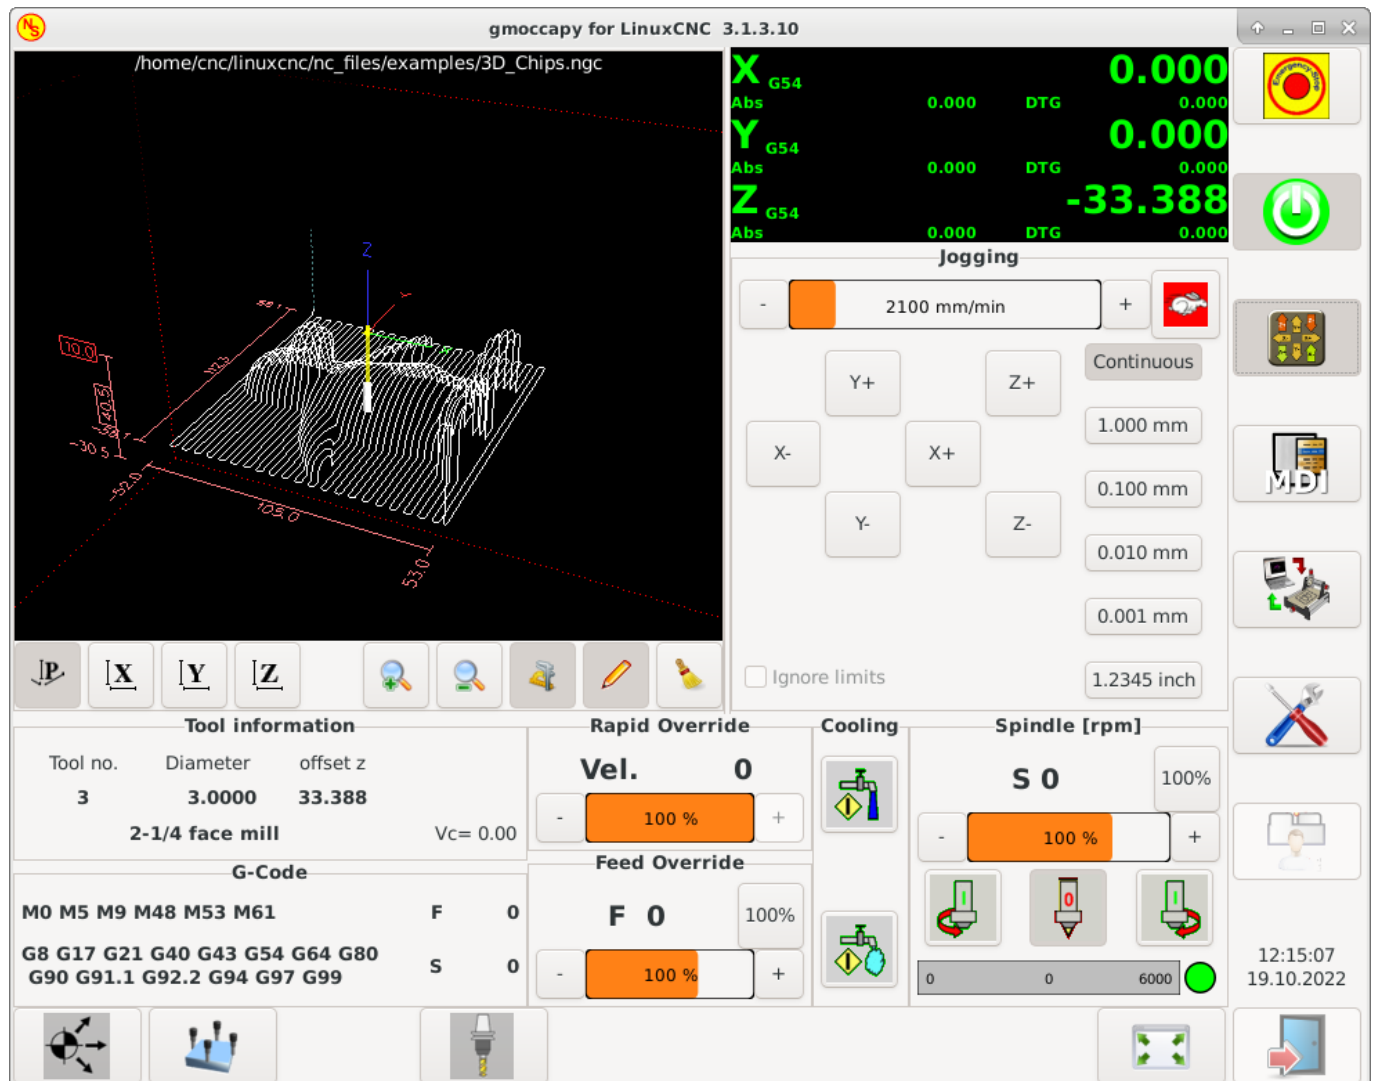 gmoccapy for LinuxCNC 3.1.3.10
/home/cnc/linuxcnc/nc_files/examples/3D_Chips.ngc
X G54 0.000
Abs 0.000 DTG 0.000
Y G54 0.000
Abs 0.000 DTG 0.000
Z G54 -33.388
Abs 0.000 DTG 0.000
Emergency-Stop
Z
Y
10.0
40.5
-30.5
-52.0
105.0
53.0
Jogging
- 2100 mm/min +
Continuous
Y+ Z+
1.000 mm
X- X+
0.100 mm
Y- Z-
0.010 mm
0.001 mm
Ignore limits 1.2345 inch
MDI
P X Y Z
Tool information
Tool no. Diameter offset z
3 3.0000 33.388
2-1/4 face mill Vc= 0.00
G-Code
M0 M5 M9 M48 M53 M61 F 0
G8 G17 G21 G40 G43 G54 G64 G80
G90 G91.1 G92.2 G94 G97 G99
S 0
Rapid Override
Vel. 0
- 100 % +
Feed Override
F 0 100%
- 100 % +
Cooling
Spindle [rpm]
S 0 100%
- 100 % +
I 0 I
0 0 6000
12:15:07
19.10.2022